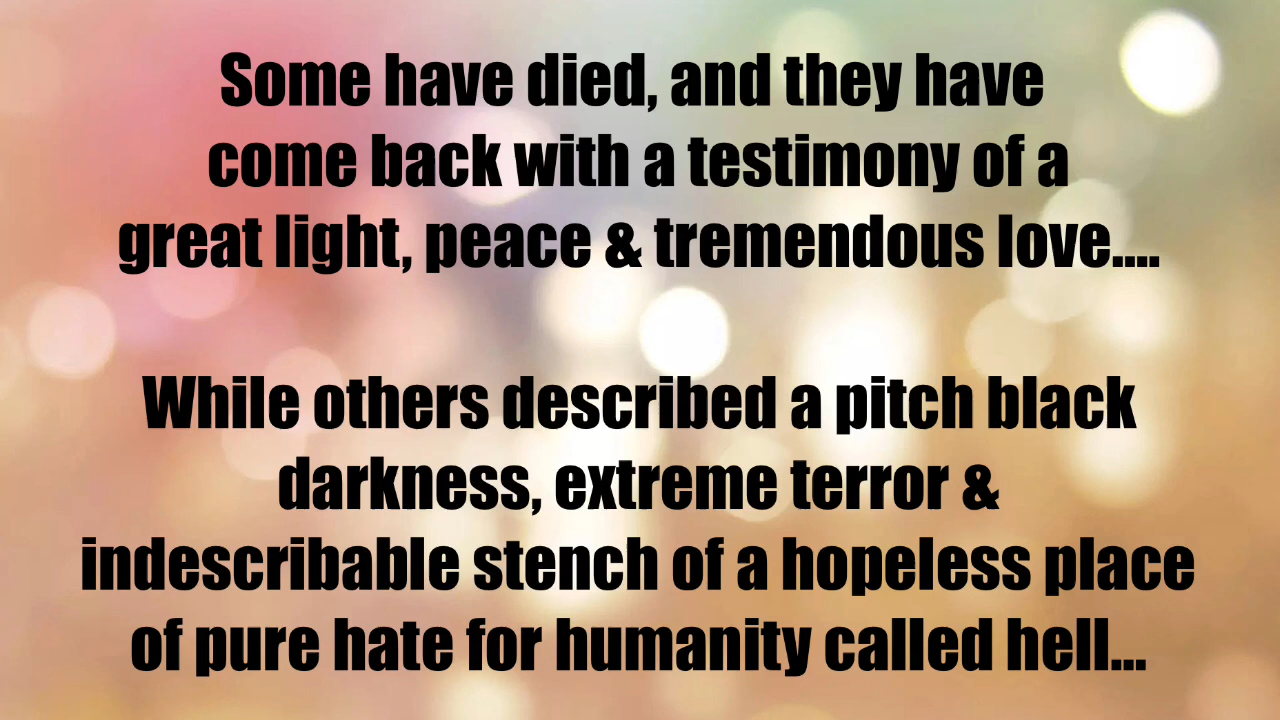 Some have died, and they have
come back with a testimony of a
great light, peace & tremendous love....
While others described a pitch black
darkness, extreme terror &
indescribable stench of a hopeless place
of pure hate for humanity called hell...